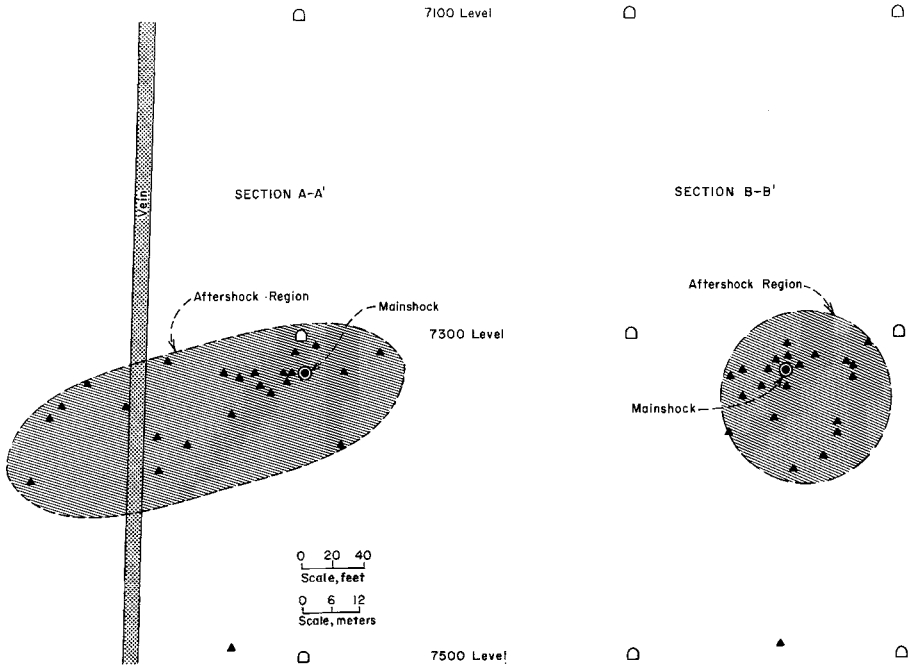 7100 Level
Vein
SECTION A-A'
SECTION B-B'
Aftershock Region
Mainshock
Aftershock Region
7300 Level
Mainshock
0 20 40
Scale, feet
0 6 12
Scale, meters
7500 Level